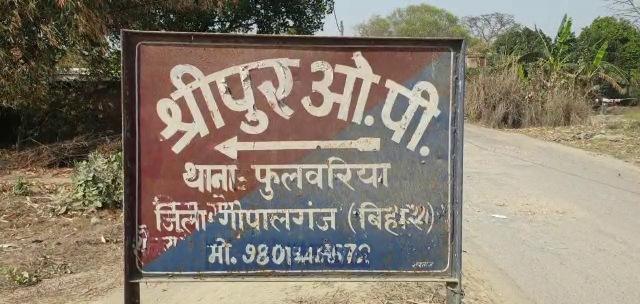 श्रीपुर ओ.पी.
थाना:- फुलवरिया
जिला-गोपालगंज (बिहार)
मो.